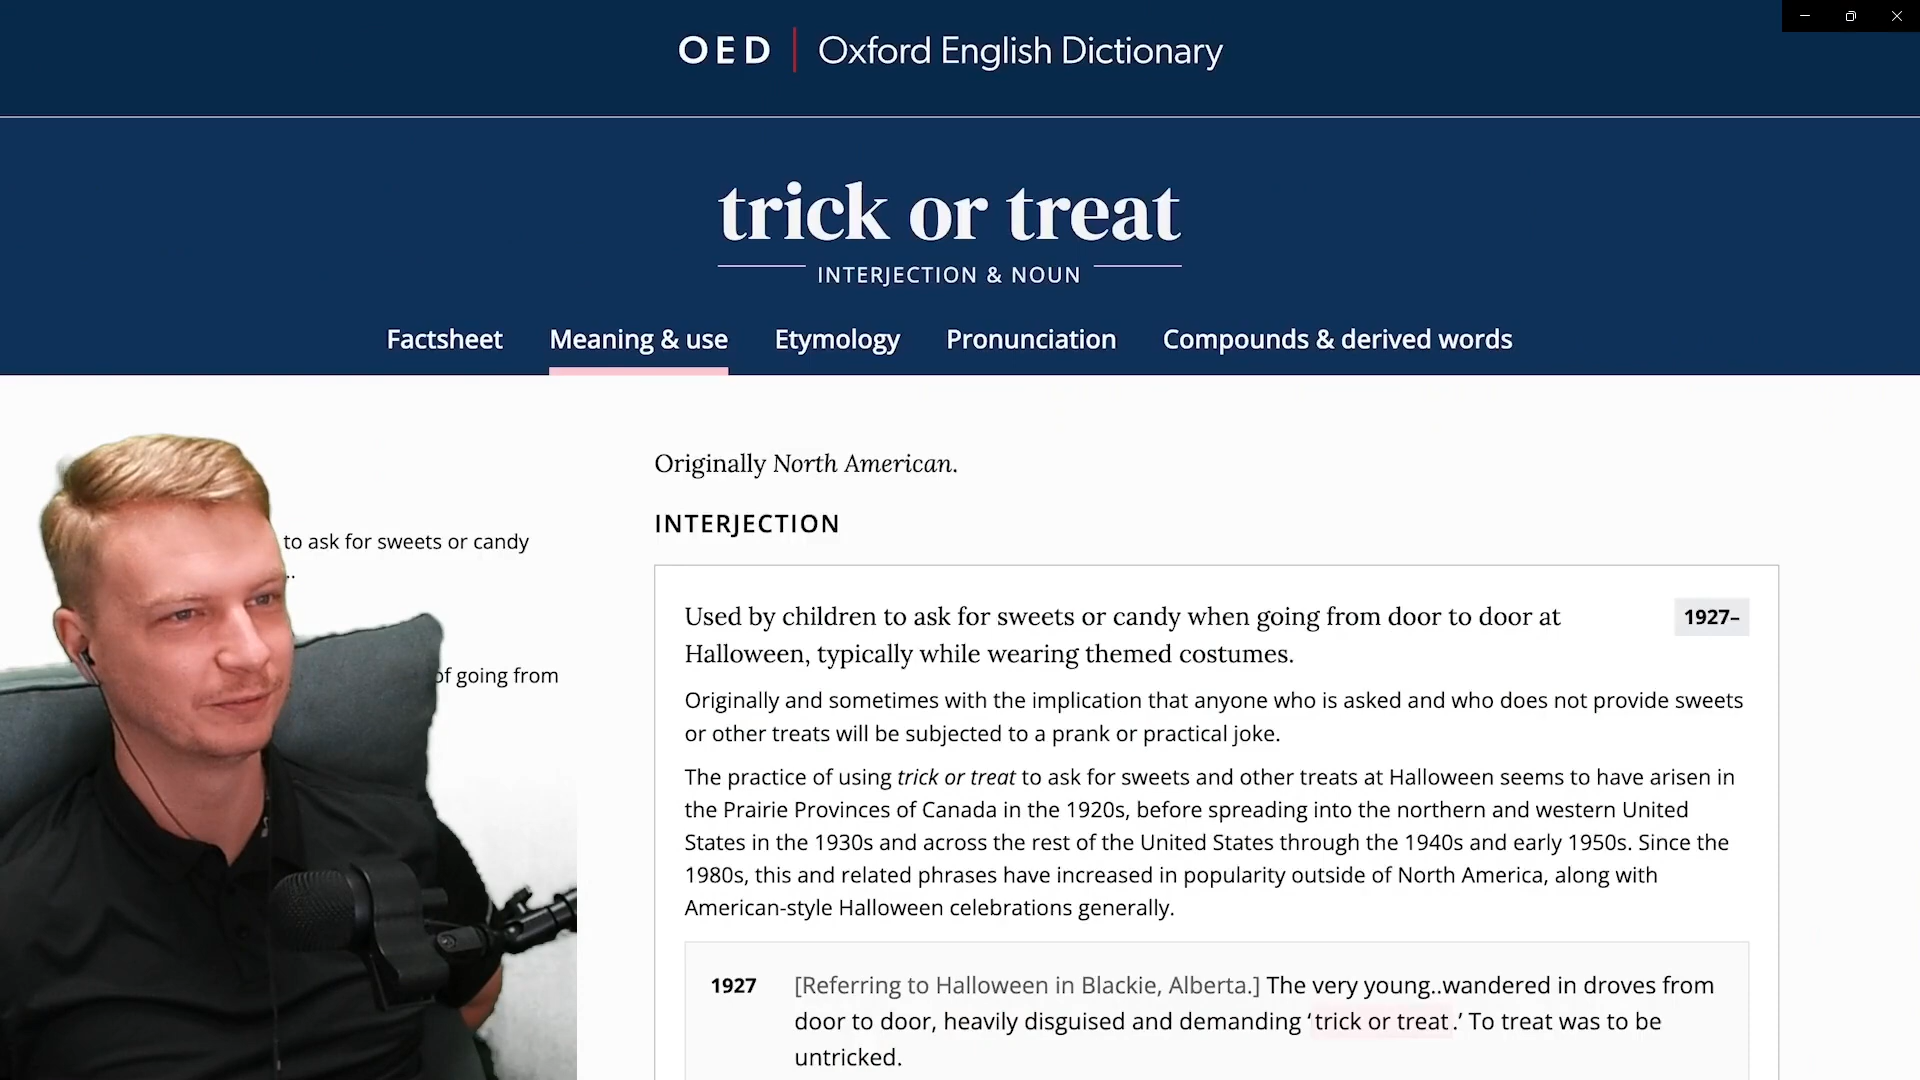 OED | Oxford English Dictionary
trick or treat
INTERJECTION & NOUN
Factsheet Meaning & use Etymology Pronunciation Compounds & derived words
Originally North American.
INTERJECTION
to ask for sweets or candy
..
of going from
Used by children to ask for sweets or candy when going from door to door at
Halloween, typically while wearing themed costumes.
1927–
Originally and sometimes with the implication that anyone who is asked and who does not provide sweets
or other treats will be subjected to a prank or practical joke.
The practice of using trick or treat to ask for sweets and other treats at Halloween seems to have arisen in
the Prairie Provinces of Canada in the 1920s, before spreading into the northern and western United
States in the 1930s and across the rest of the United States through the 1940s and early 1950s. Since the
1980s, this and related phrases have increased in popularity outside of North America, along with
American-style Halloween celebrations generally.
1927 [Referring to Halloween in Blackie, Alberta.] The very young..wandered in droves from
door to door, heavily disguised and demanding ‘trick or treat.’ To treat was to be
untricked.